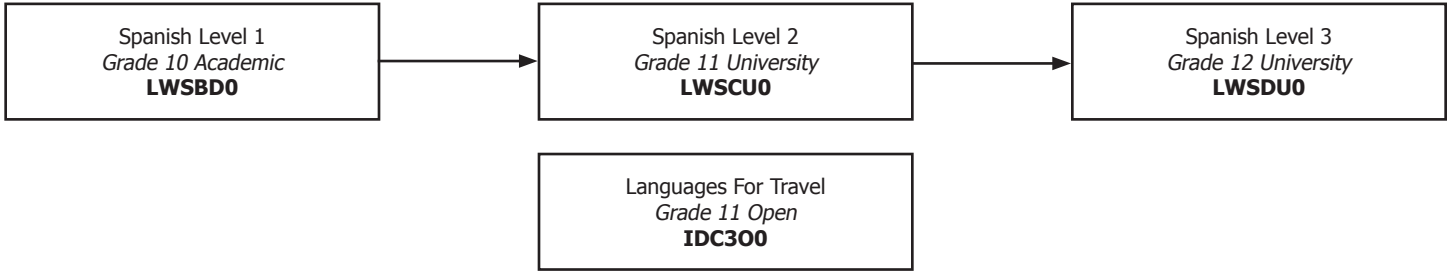 Spanish Level 1
Grade 10 Academic
LWSBD0
Spanish Level 2
Grade 11 University
LWSCU0
Spanish Level 3
Grade 12 University
LWSDU0
Languages For Travel
Grade 11 Open
IDC3O0